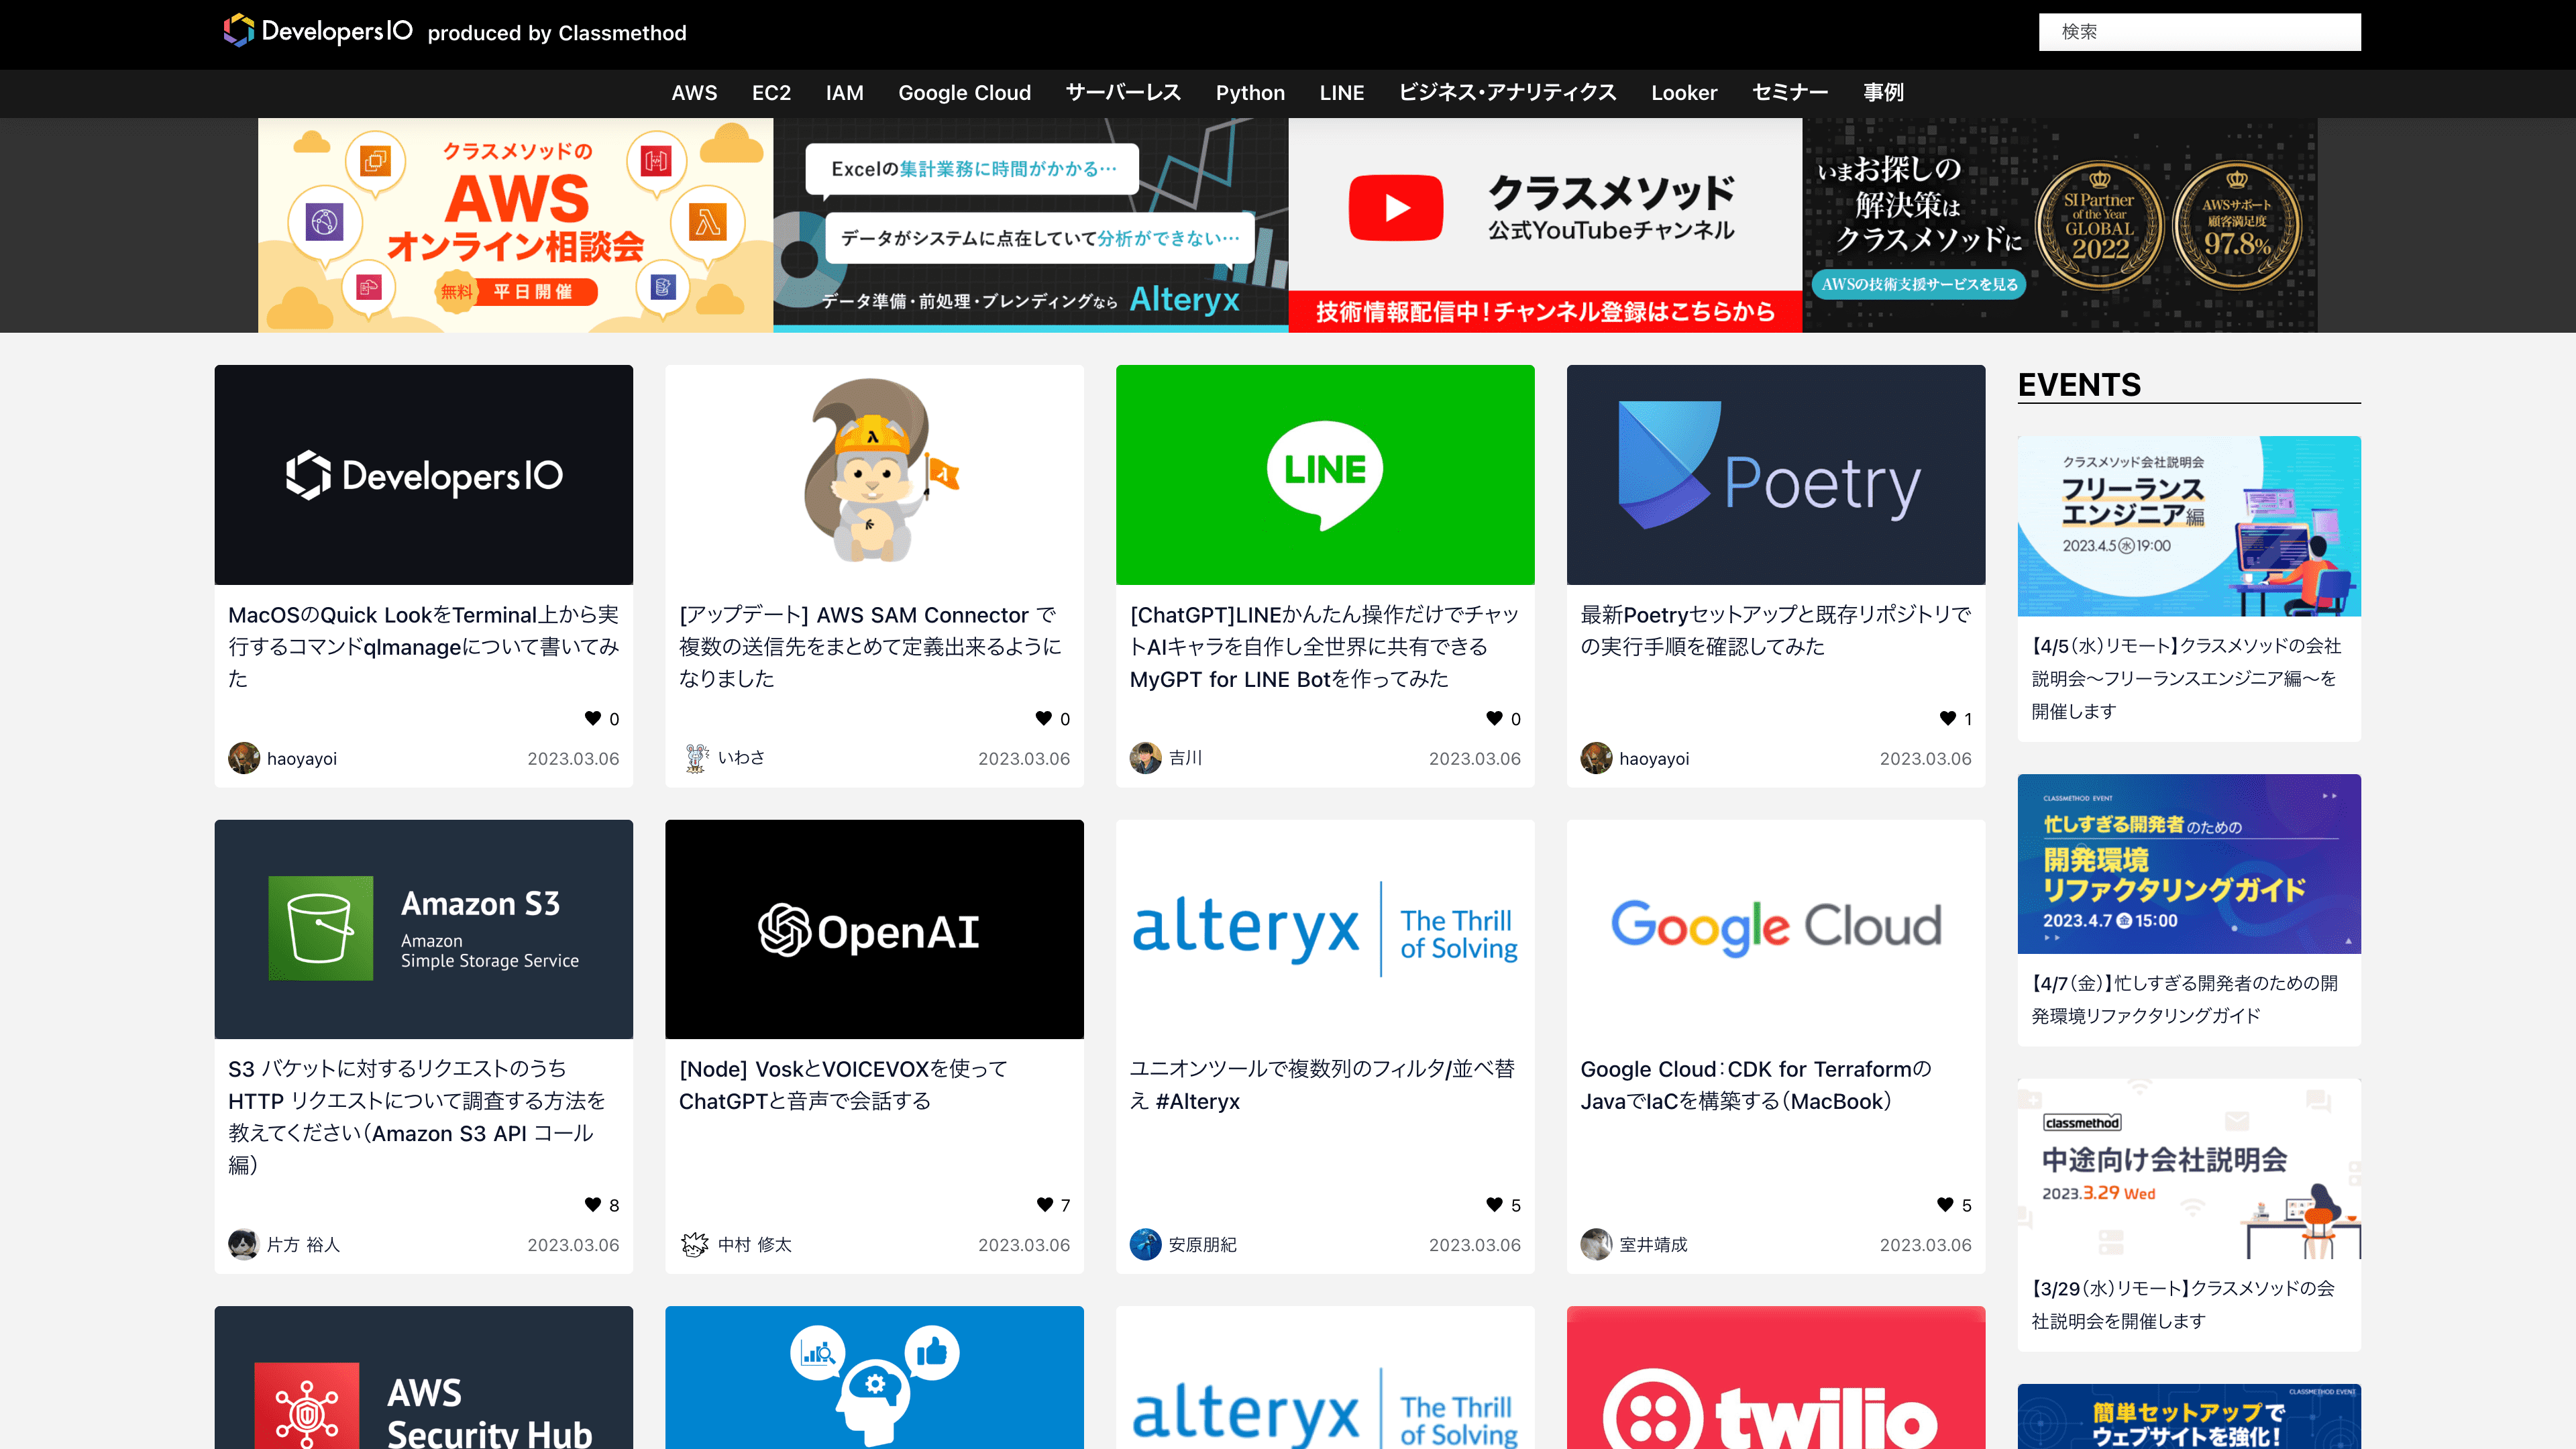 DevelopersIO produced by Classmethod
検索
AWS EC2 IAM Google Cloud サーバーレス Python LINE ビジネス・アナリティクス Looker セミナー 事例
クラスメソッドの
AWS
オンライン相談会
無料 平日開催
Excelの集計業務に時間がかかる…
データがシステムに点在していて分析ができない…
データ準備・前処理・ブレンディングなら Alteryx
クラスメソッド
公式YouTubeチャンネル
技術情報配信中！チャンネル登録はこちらから
いまお探しの
解決策は
クラスメソッドに
AWSの技術支援サービスを見る
SI Partner
of the Year
GLOBAL
2022
AWSサポート
顧客満足度
97.8%
DevelopersIO
MacOSのQuick LookをTerminal上から実
行するコマンドqlmanageについて書いてみ
た
0
haoyayoi 2023.03.06
[アップデート] AWS SAM Connector で
複数の送信先をまとめて定義出来るように
なりました
0
いわさ 2023.03.06
LINE
[ChatGPT]LINEかんたん操作だけでチャッ
トAIキャラを自作し全世界に共有できる
MyGPT for LINE Botを作ってみた
0
吉川 2023.03.06
Poetry
最新Poetryセットアップと既存リポジトリで
の実行手順を確認してみた
1
haoyayoi 2023.03.06
Amazon S3
Amazon
Simple Storage Service
S3 バケットに対するリクエストのうち
HTTP リクエストについて調査する方法を
教えてください（Amazon S3 API コール
編）
8
片方 裕人 2023.03.06
OpenAI
[Node] VoskとVOICEVOXを使って
ChatGPTと音声で会話する
7
中村 修太 2023.03.06
alteryx The Thrill
of Solving
ユニオンツールで複数列のフィルタ/並べ替
え #Alteryx
5
安原朋紀 2023.03.06
Google Cloud
Google Cloud：CDK for Terraformの
JavaでIaCを構築する（MacBook）
5
室井靖成 2023.03.06
AWS
Security Hub
alteryx The Thrill
of Solving
twilio
EVENTS
クラスメソッド会社説明会
フリーランス
エンジニア編
2023.4.5㊌19:00
【4/5（水）リモート】クラスメソッドの会社
説明会〜フリーランスエンジニア編〜を
開催します
CLASSMETHOD EVENT
忙しすぎる開発者のための
開発環境
リファクタリングガイド
2023.4.7 ㊎ 15:00
【4/7（金）】忙しすぎる開発者のための開
発環境リファクタリングガイド
classmethod
中途向け会社説明会
2023.3.29 Wed
【3/29（水）リモート】クラスメソッドの会
社説明会を開催します
CLASSMETHOD EVENT
簡単セットアップで
ウェブサイトを強化！